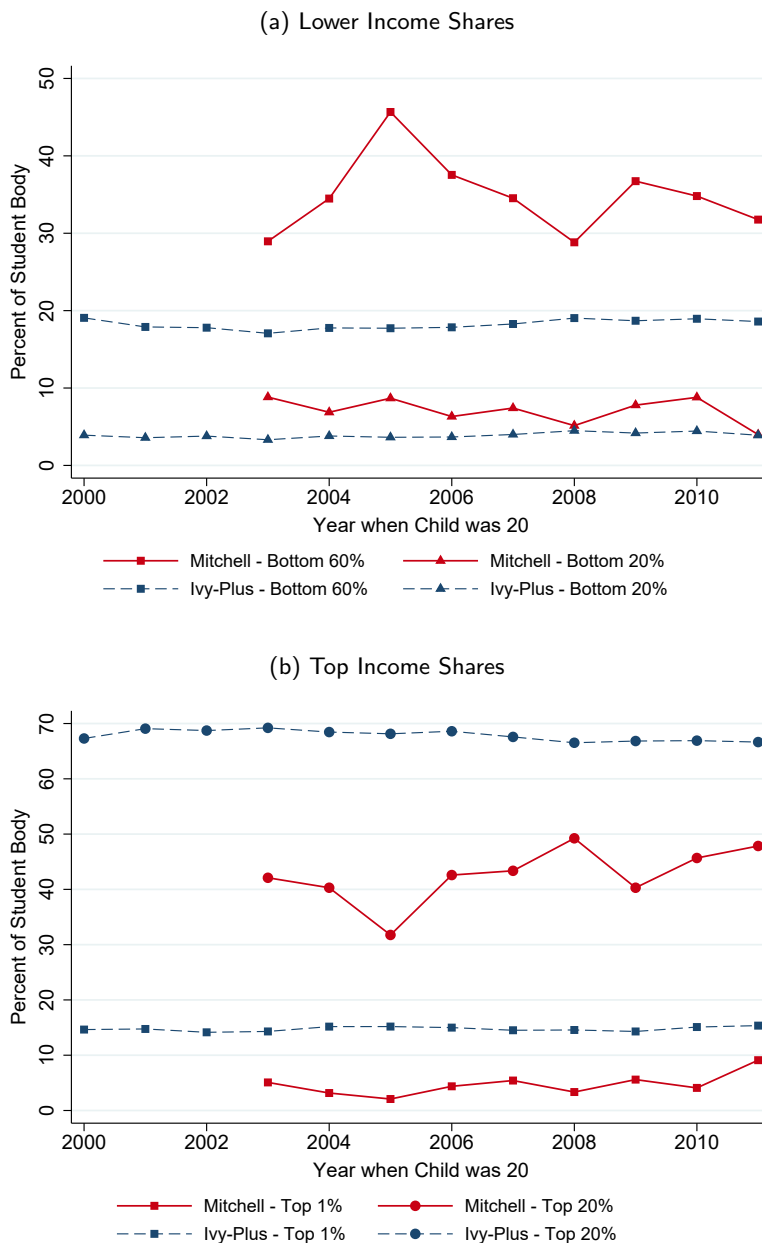 (a) Lower Income Shares
50
40
30
20
10
0
Percent of Student Body
2000 2002 2004 2006 2008 2010
Year when Child was 20
Mitchell - Bottom 60% Mitchell - Bottom 20%
Ivy-Plus - Bottom 60% Ivy-Plus - Bottom 20%
(b) Top Income Shares
70
60
50
40
30
20
10
0
Percent of Student Body
2000 2002 2004 2006 2008 2010
Year when Child was 20
Mitchell - Top 1% Mitchell - Top 20%
Ivy-Plus - Top 1% Ivy-Plus - Top 20%